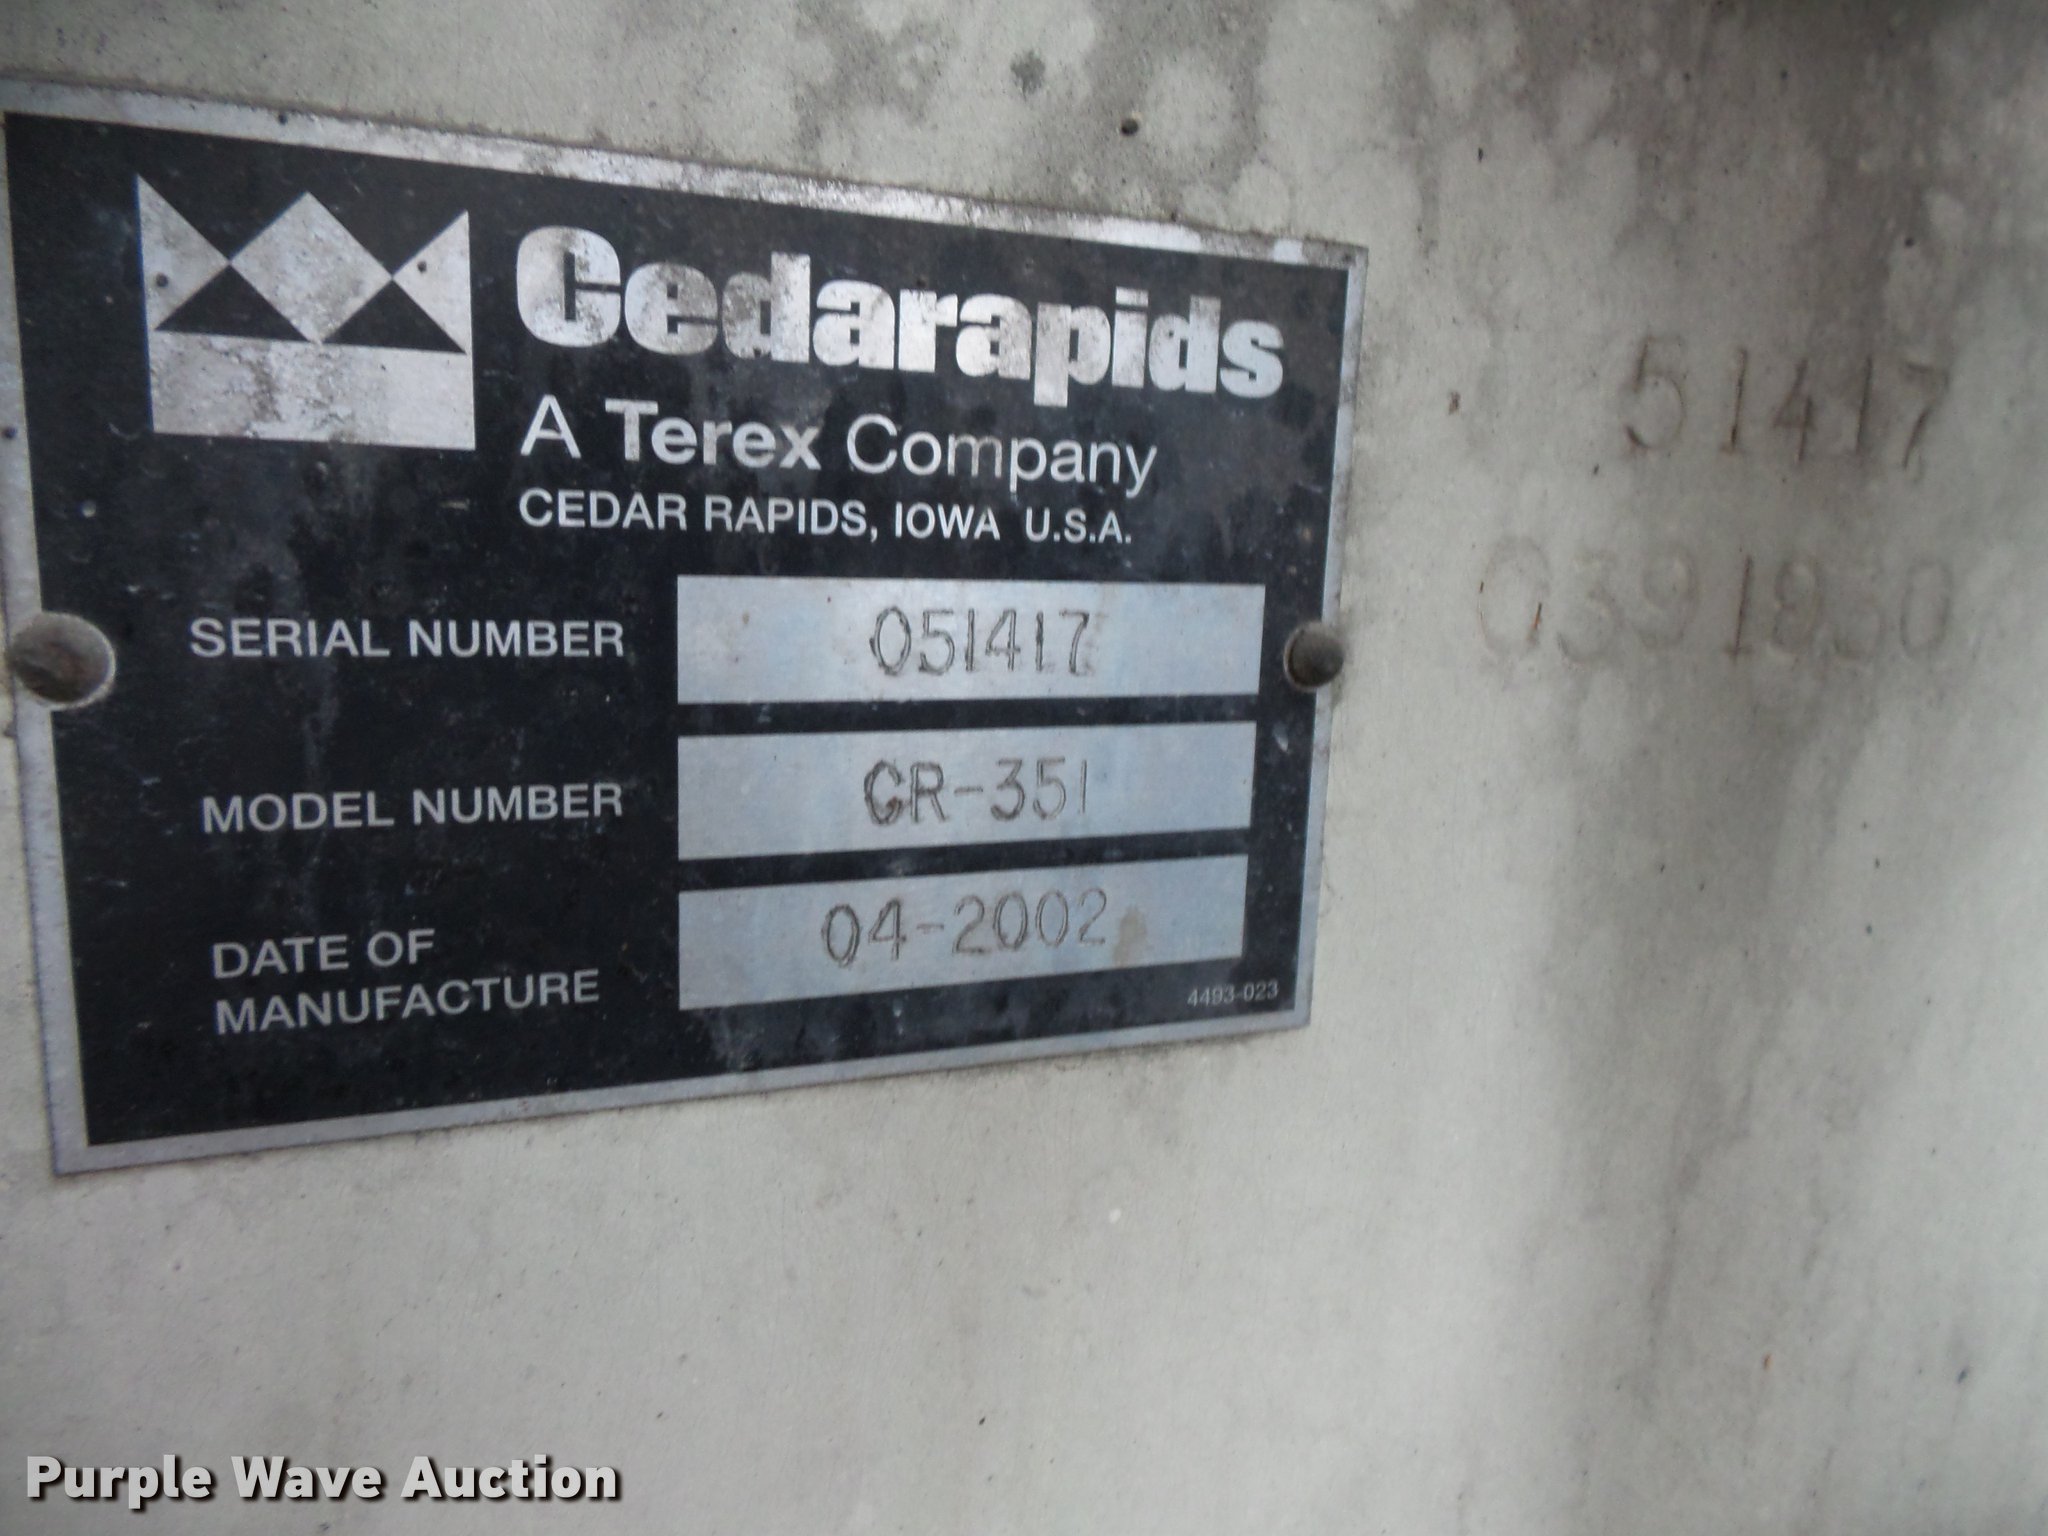 Cedarapids
A Terex Company
CEDAR RAPIDS, IOWA U.S.A.
SERIAL NUMBER 051417
MODEL NUMBER CR-351
DATE OF
MANUFACTURE 04-2002
4493-023
51417
Purple Wave Auction